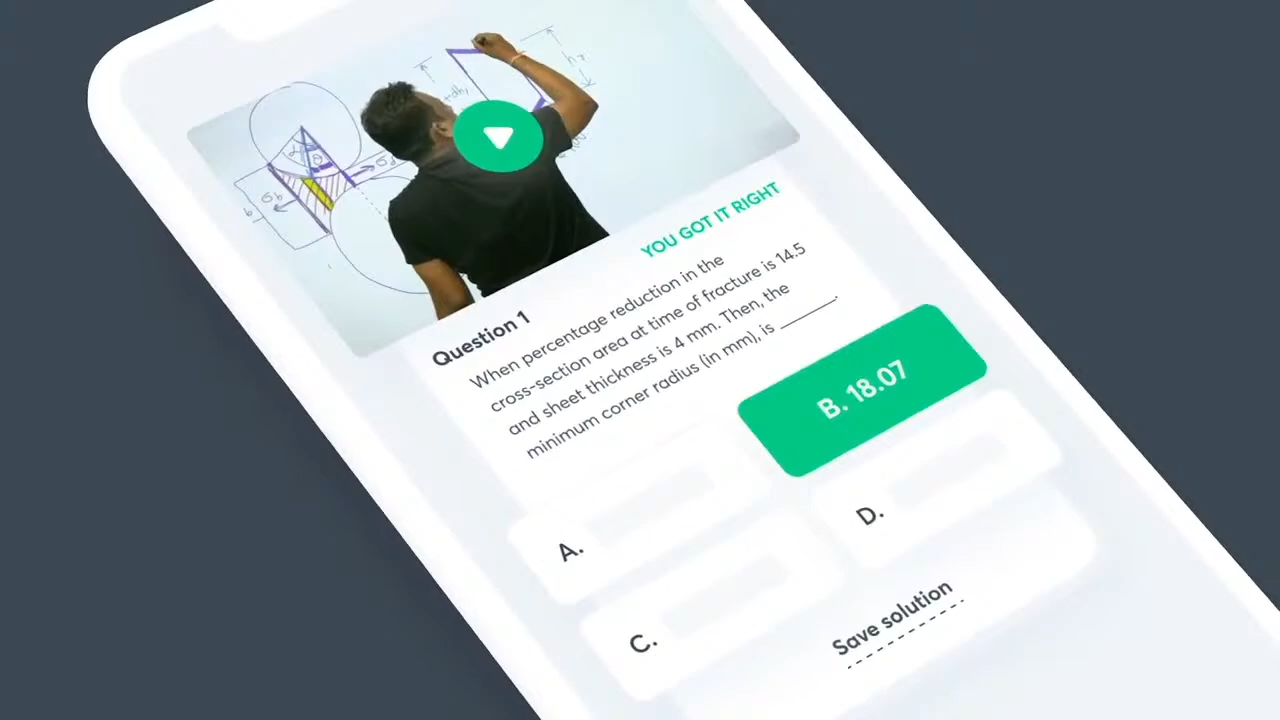 YOU GOT IT RIGHT
Question 1
When percentage reduction in the
cross-section area at time of fracture is 14.5
and sheet thickness is 4 mm. Then, the
minimum corner radius (in mm), is ______.
A.
B. 18.07
C.
D.
Save solution